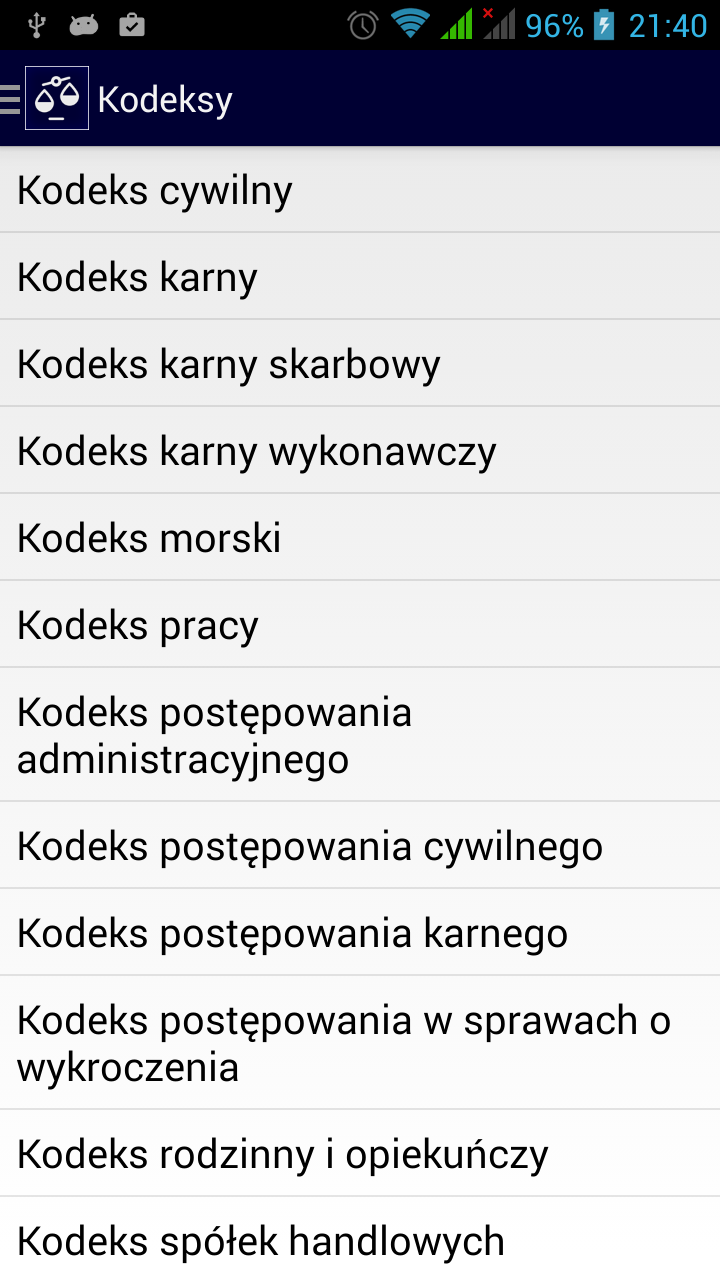 96% 21:40
Kodeksy
Kodeks cywilny
Kodeks karny
Kodeks karny skarbowy
Kodeks karny wykonawczy
Kodeks morski
Kodeks pracy
Kodeks postępowania
administracyjnego
Kodeks postępowania cywilnego
Kodeks postępowania karnego
Kodeks postępowania w sprawach o
wykroczenia
Kodeks rodzinny i opiekuńczy
Kodeks spółek handlowych